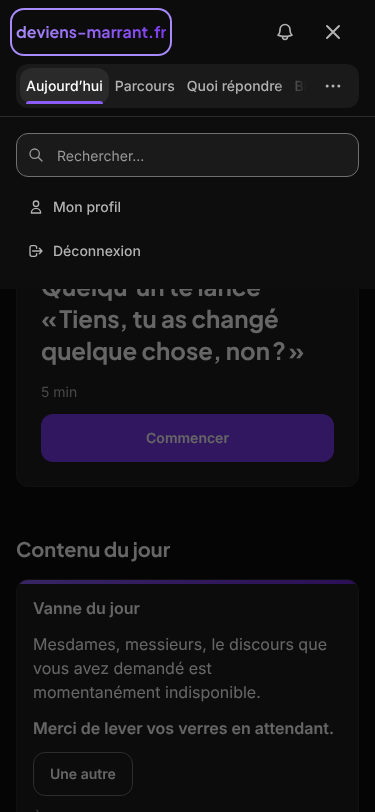 deviens-marrant.fr
Aujourd'hui Parcours Quoi répondre
Rechercher...
Mon profil
Déconnexion
Quelqu'un te lance
«Tiens, tu as changé
quelque chose, non?»
5 min
Commencer
Contenu du jour
Vanne du jour
Mesdames, messieurs, le discours que
vous avez demandé est
momentanément indisponible.
Merci de lever vos verres en attendant.
Une autre